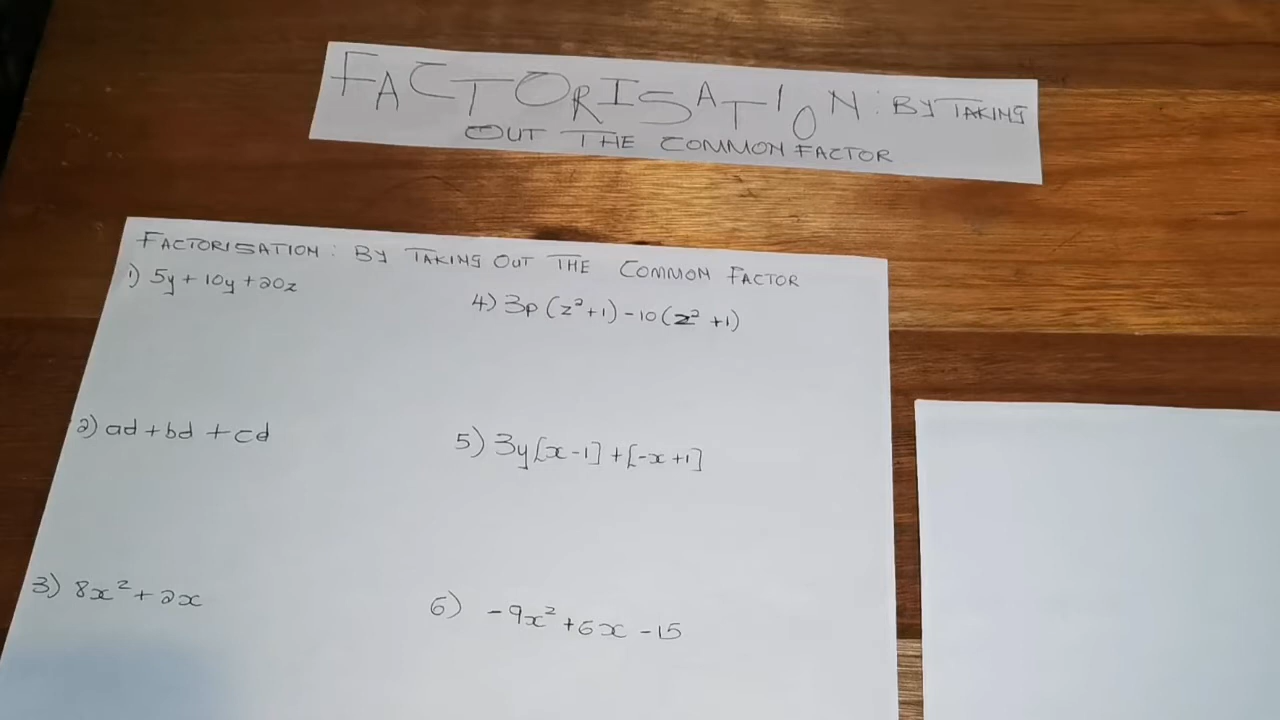 FACTORISATION : BY TAKING
OUT THE COMMON FACTOR
FACTORISATION : BY TAKING OUT THE COMMON FACTOR
1) 5y + 10y + 20z
2) ad + bd + cd
3) 8x² + 2x
4) 3p (z² + 1) - 10 (z² + 1)
5) 3y [x - 1] + [-x + 1]
6) -9x² + 6x - 15